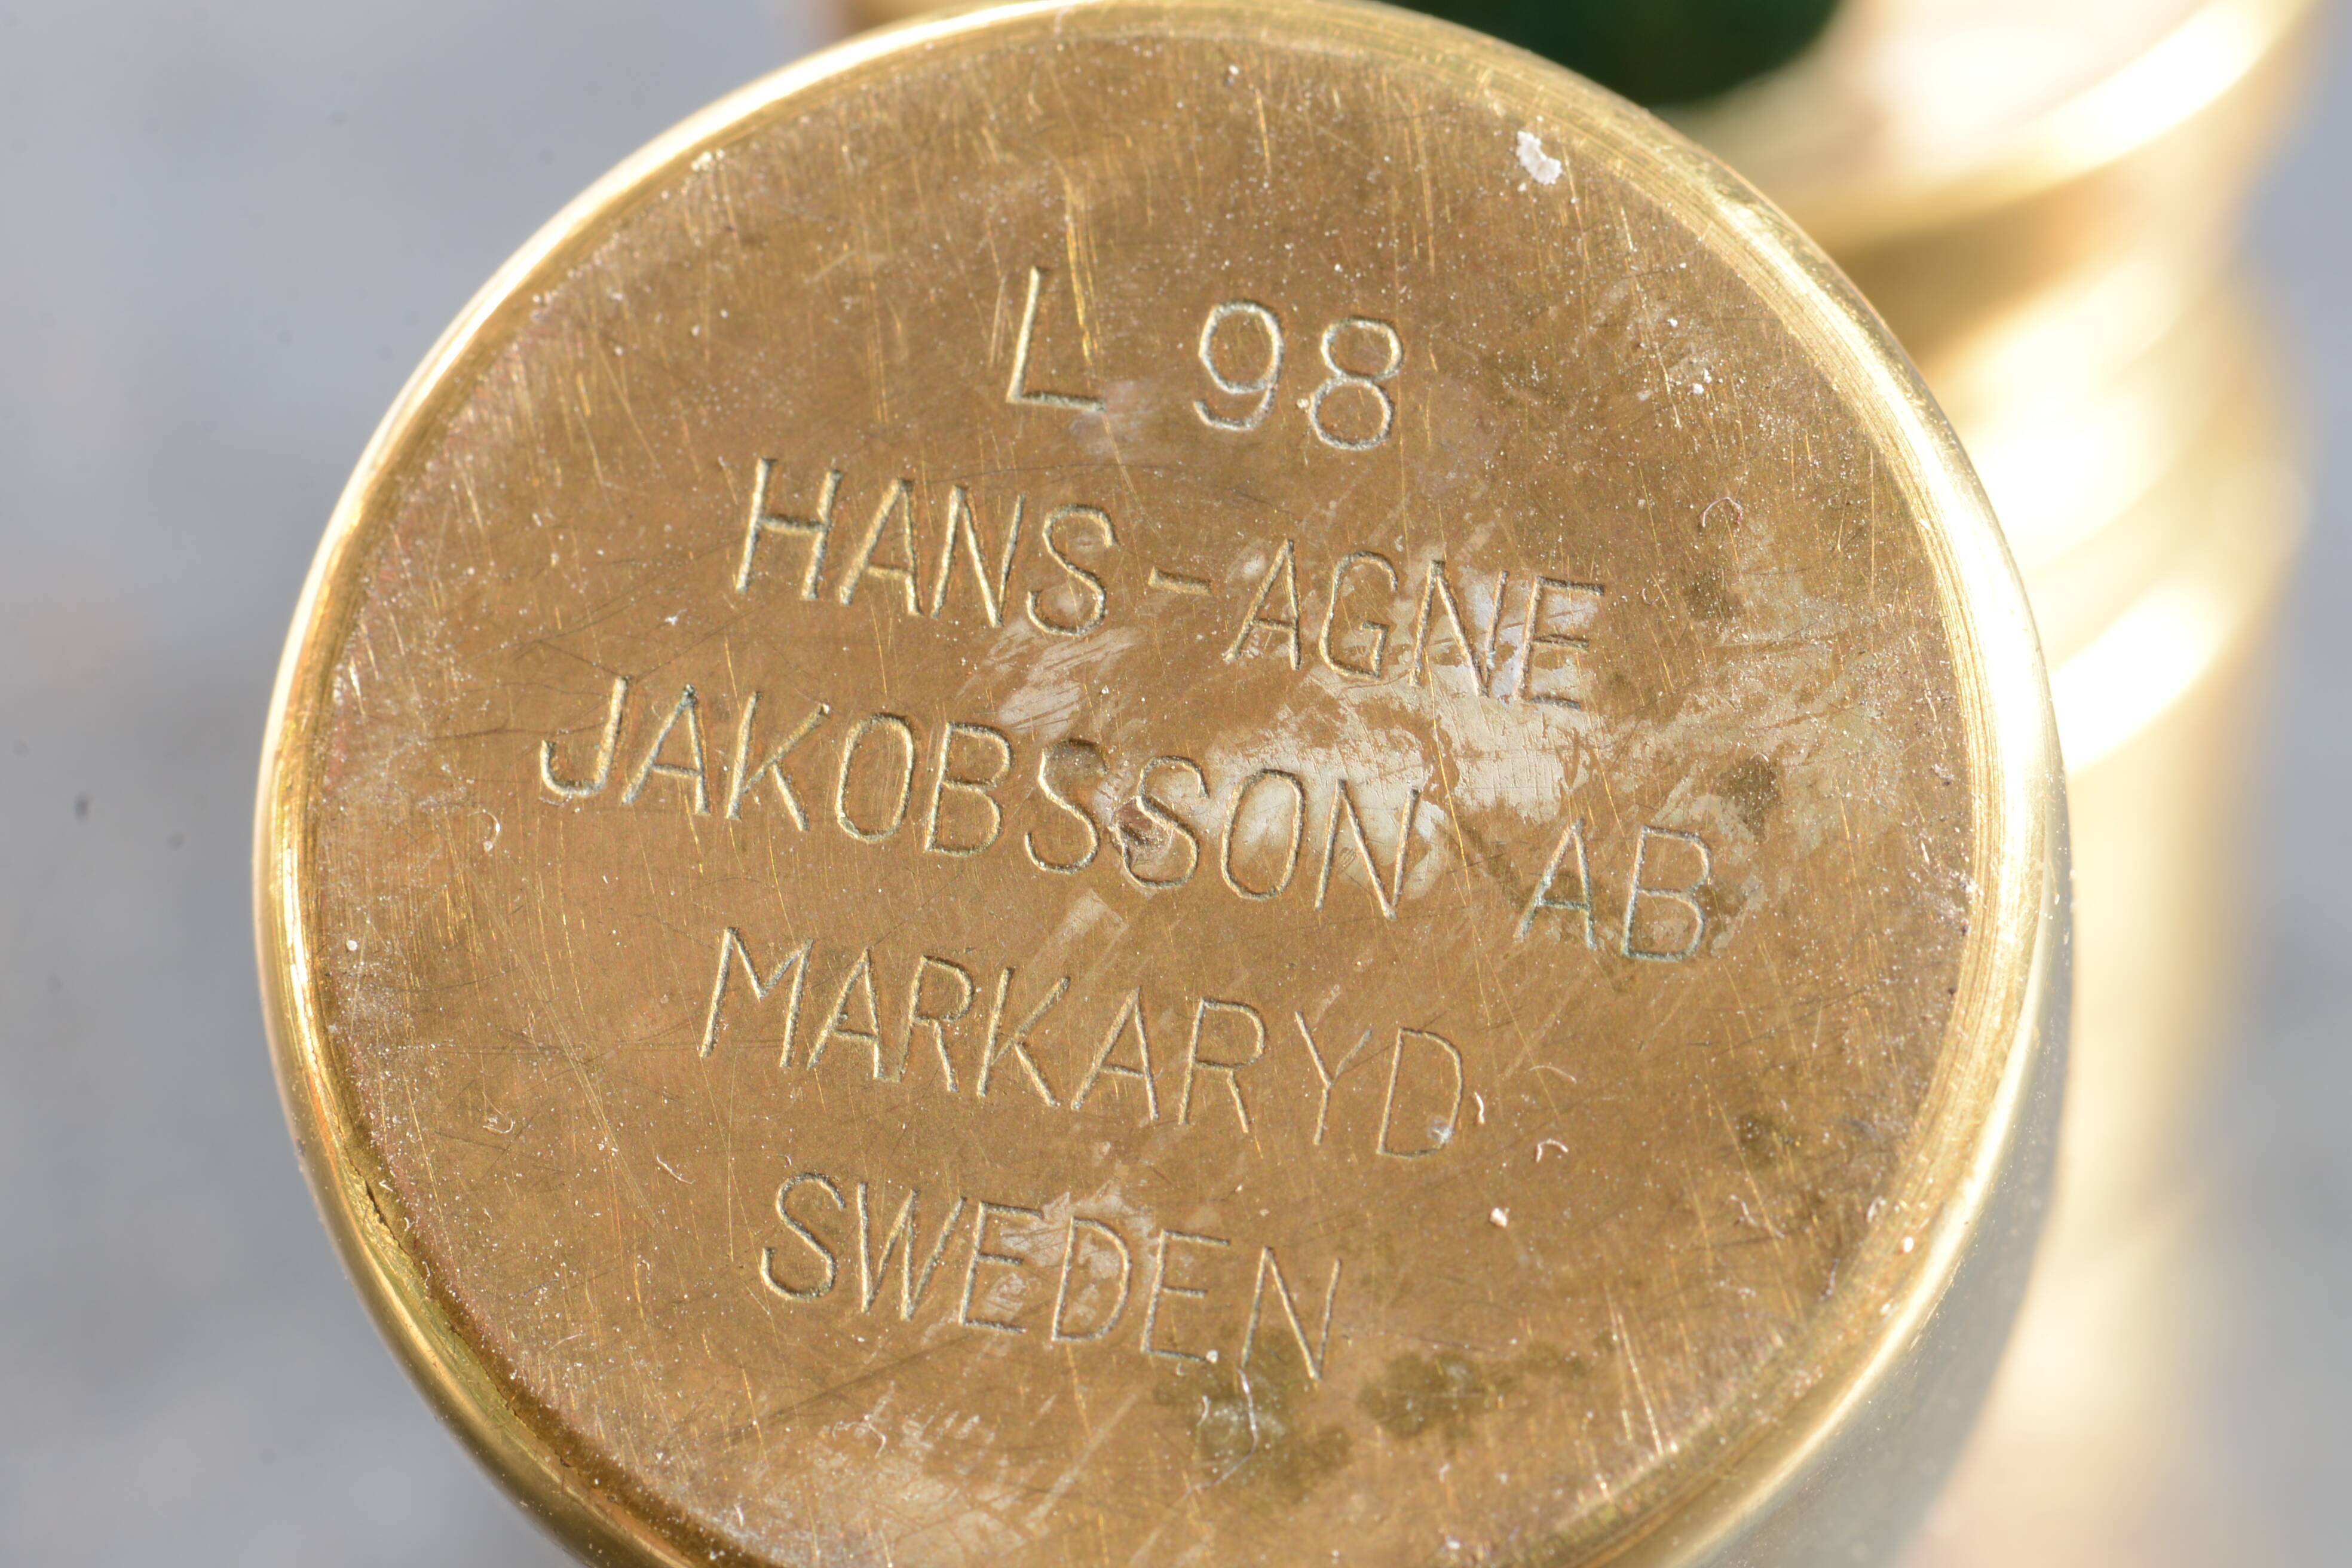 L 98
HANS-AGNE
JAKOBSSON AB
MARKARYD
SWEDEN